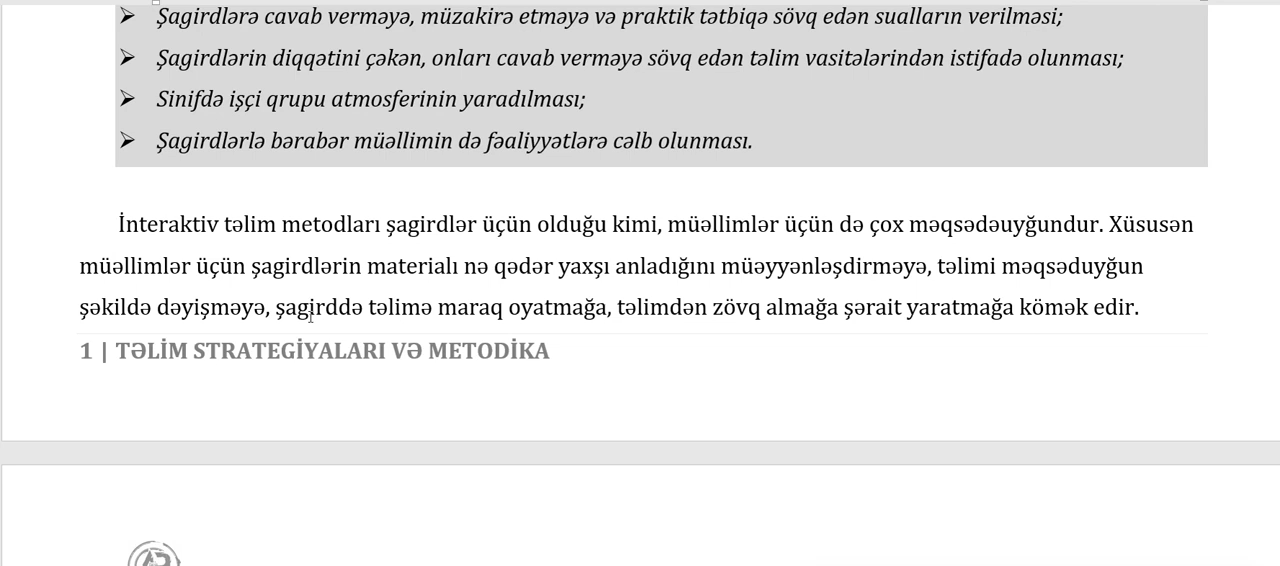 ➢ Şagirdlərə cavab verməyə, müzakirə etməyə və praktik tətbiqə sövq edən sualların verilməsi;
➢ Şagirdlərin diqqətini çəkən, onları cavab verməyə sövq edən təlim vasitələrindən istifadə olunması;
➢ Sinifdə işçi qrupu atmosferinin yaradılması;
➢ Şagirdlərlə bərabər müəllimin də fəaliyyətlərə cəlb olunması.
İnteraktiv təlim metodları şagirdlər üçün olduğu kimi, müəllimlər üçün də çox məqsədəuyğundur. Xüsusən
müəllimlər üçün şagirdlərin materialı nə qədər yaxşı anladığını müəyyənləşdirməyə, təlimi məqsəduyğun
şəkildə dəyişməyə, şagirddə təlimə maraq oyatmağa, təlimdən zövq almağa şərait yaratmağa kömək edir.
1 | TƏLİM STRATEGİYALARI VƏ METODİKA